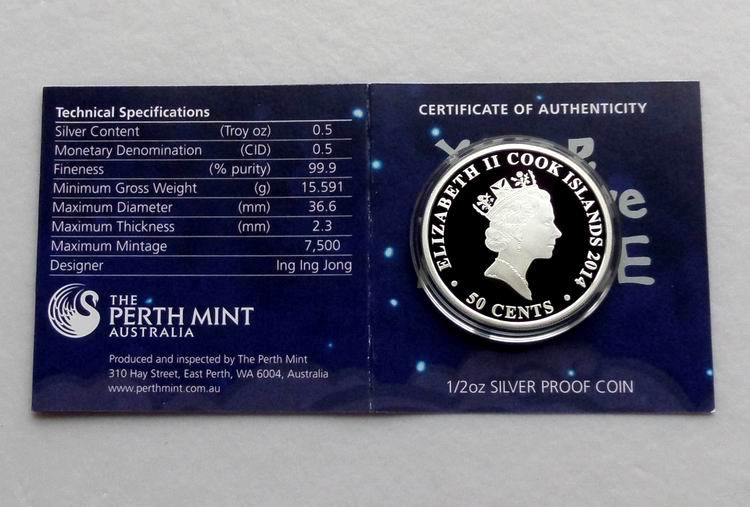 Technical Specifications
Silver Content (Troy oz) 0.5
Monetary Denomination (CID) 0.5
Fineness (% purity) 99.9
Minimum Gross Weight (g) 15.591
Maximum Diameter (mm) 36.6
Maximum Thickness (mm) 2.3
Maximum Mintage 7,500
Designer Ing Ing Jong
THE
PERTH MINT
AUSTRALIA
Produced and inspected by The Perth Mint
310 Hay Street, East Perth, WA 6004, Australia
www.perthmint.com.au
CERTIFICATE OF AUTHENTICITY
ELIZABETH II COOK ISLANDS 2014
50 CENTS
1/2oz SILVER PROOF COIN